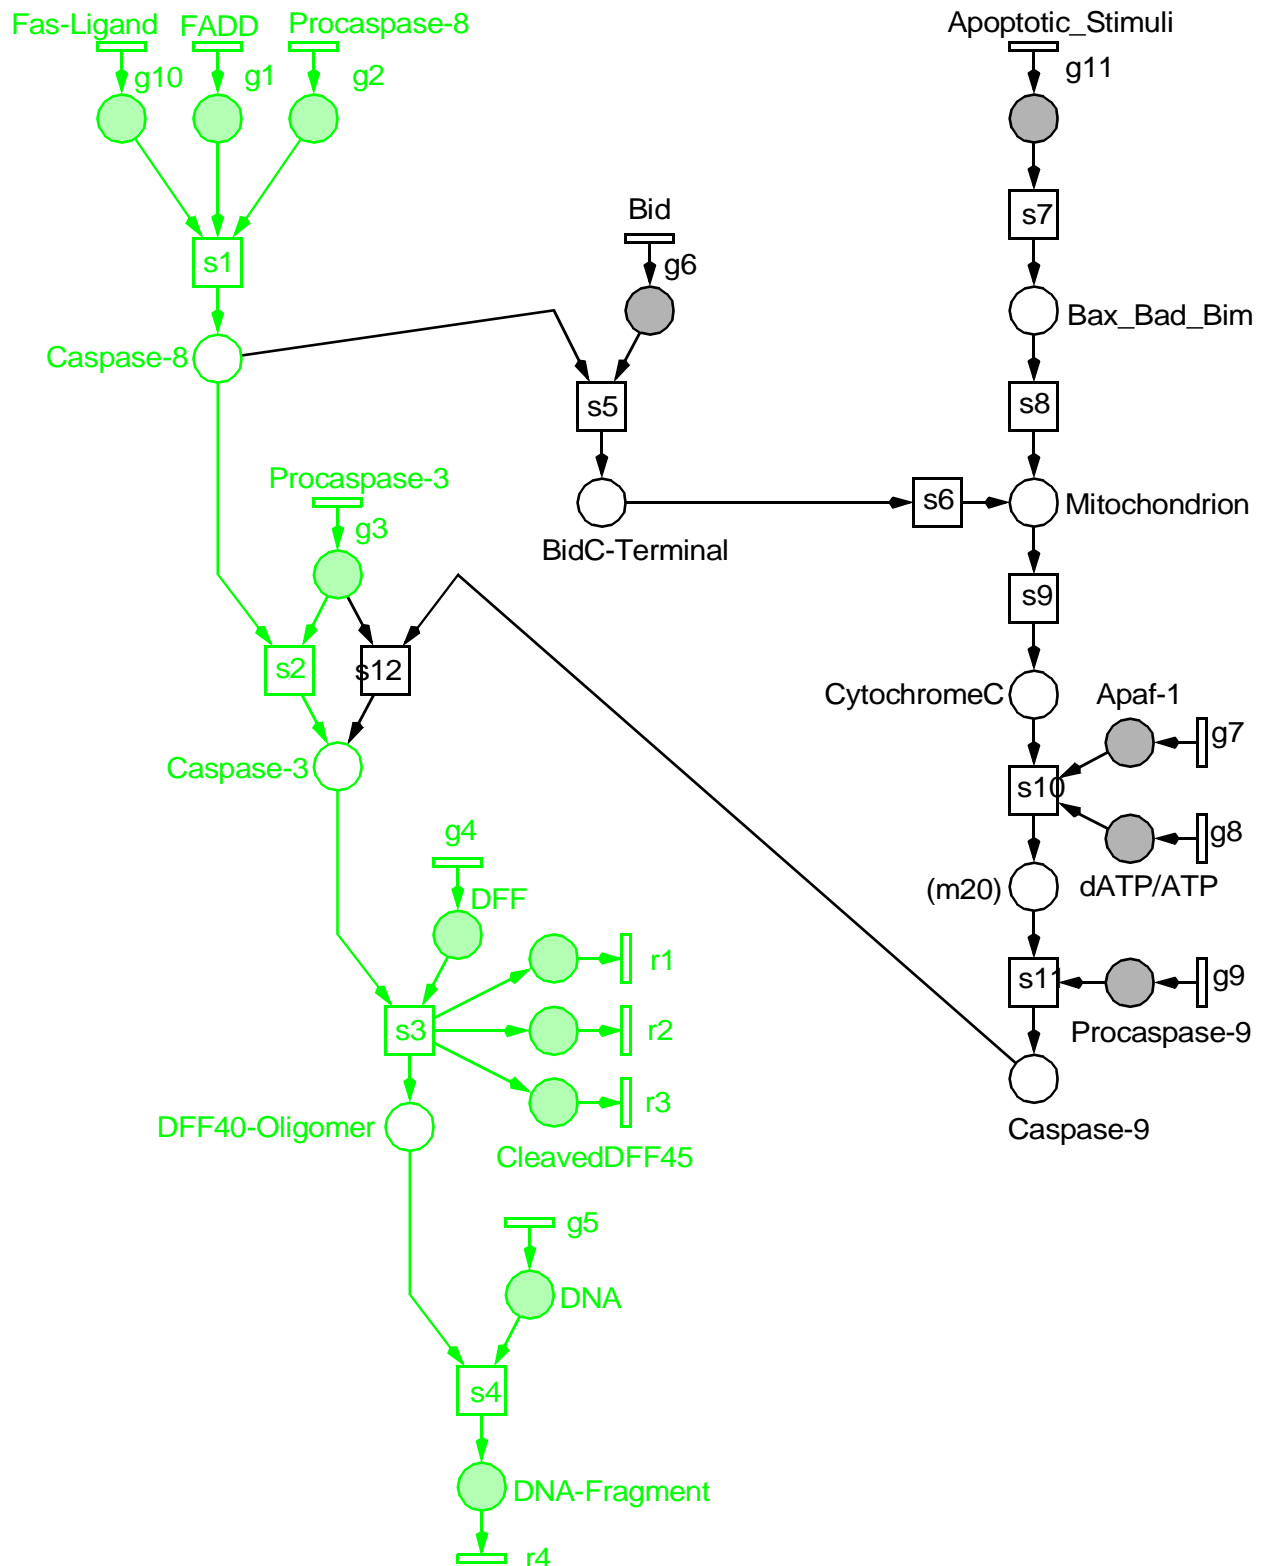 Fas-Ligand
FADD
Procaspase-8
Apoptotic_Stimuli
g10
g1
g2
g11
s7
Bid
s1
g6
Bax_Bad_Bim
Caspase-8
s5
s8
Procaspase-3
s6
Mitochondrion
g3
BidC-Terminal
s9
s2
s12
CytochromeC
Apaf-1
g7
Caspase-3
s10
g4
g8
(m20)
dATP/ATP
DFF
r1
s11
g9
s3
r2
Procaspase-9
r3
DFF40-Oligomer
Caspase-9
CleavedDFF45
g5
DNA
s4
DNA-Fragment
r4